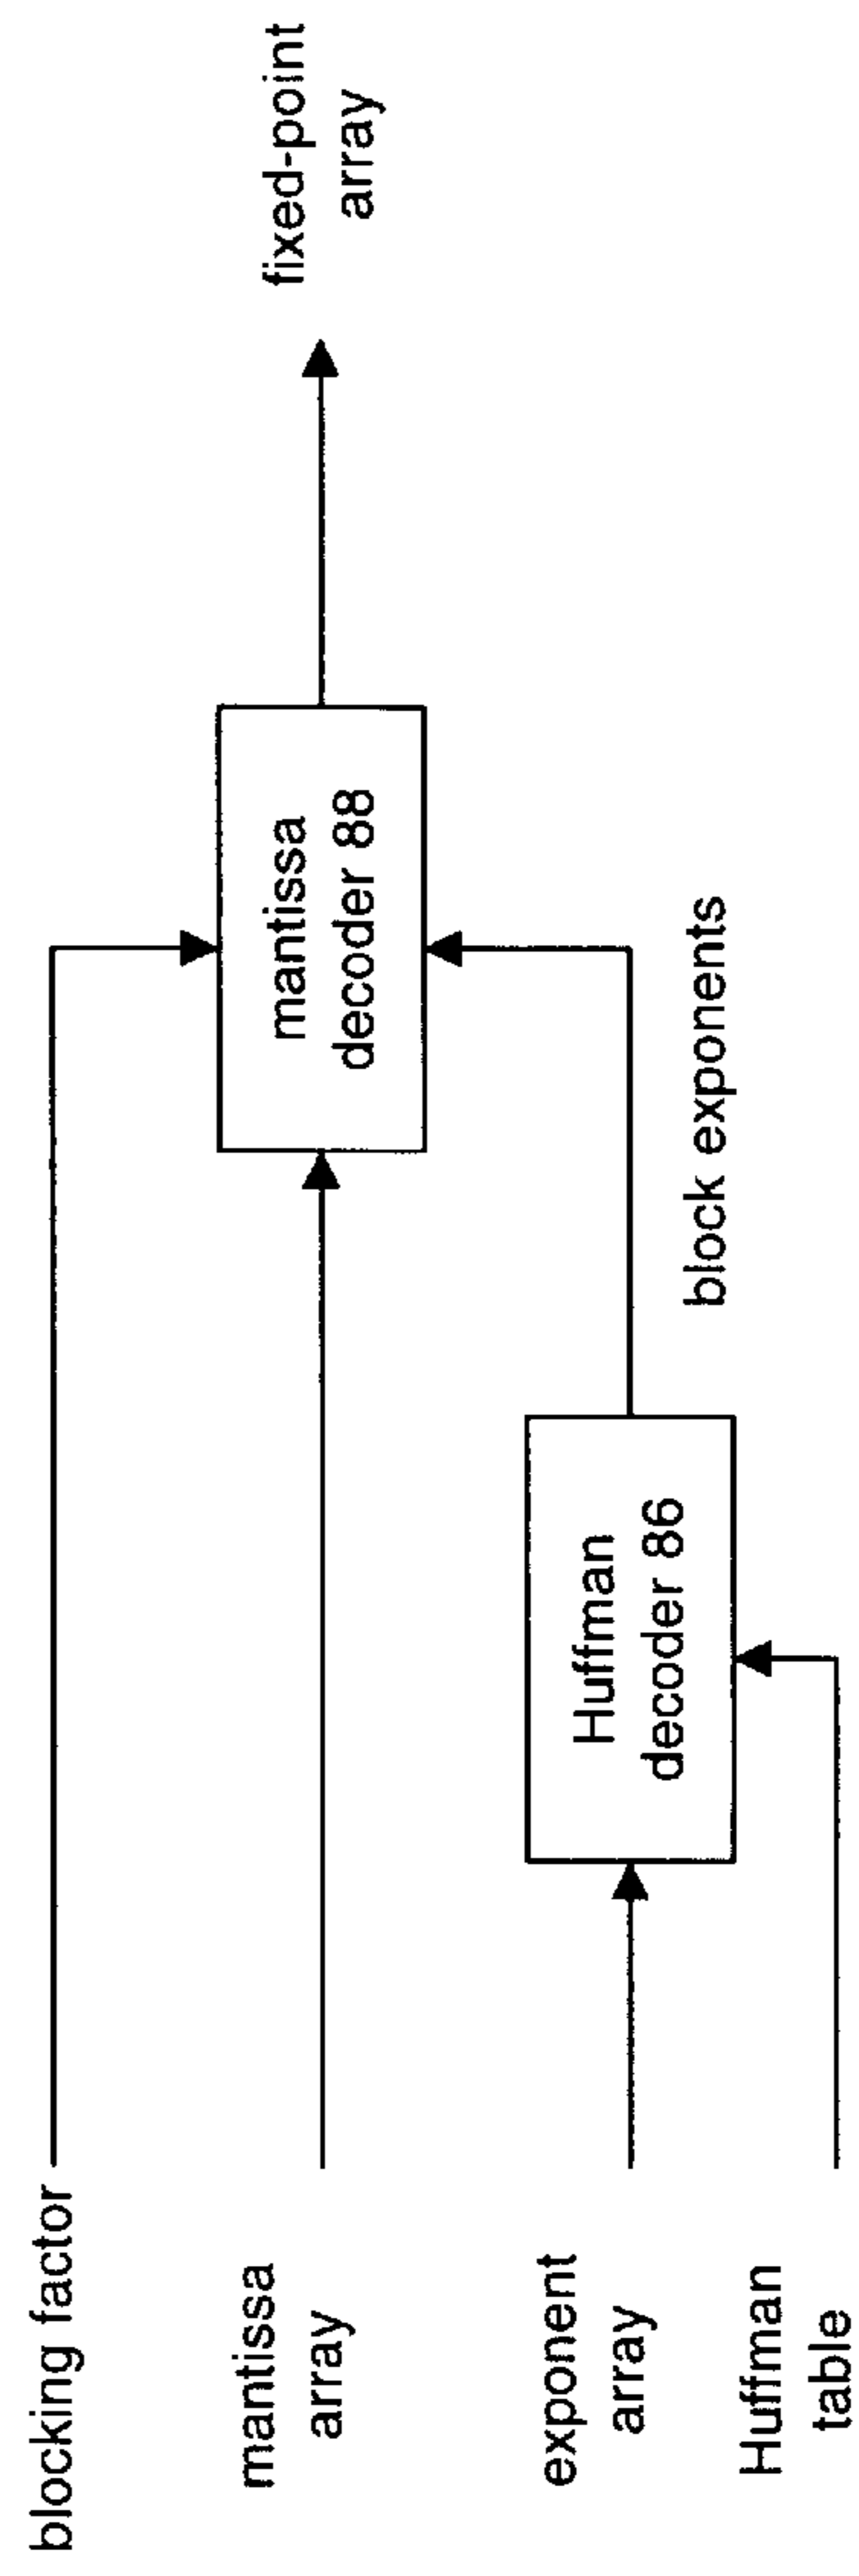 blocking factor
mantissa
array
mantissa
decoder 88
fixed-point
array
exponent
array
Huffman
decoder 86
block exponents
Huffman
table